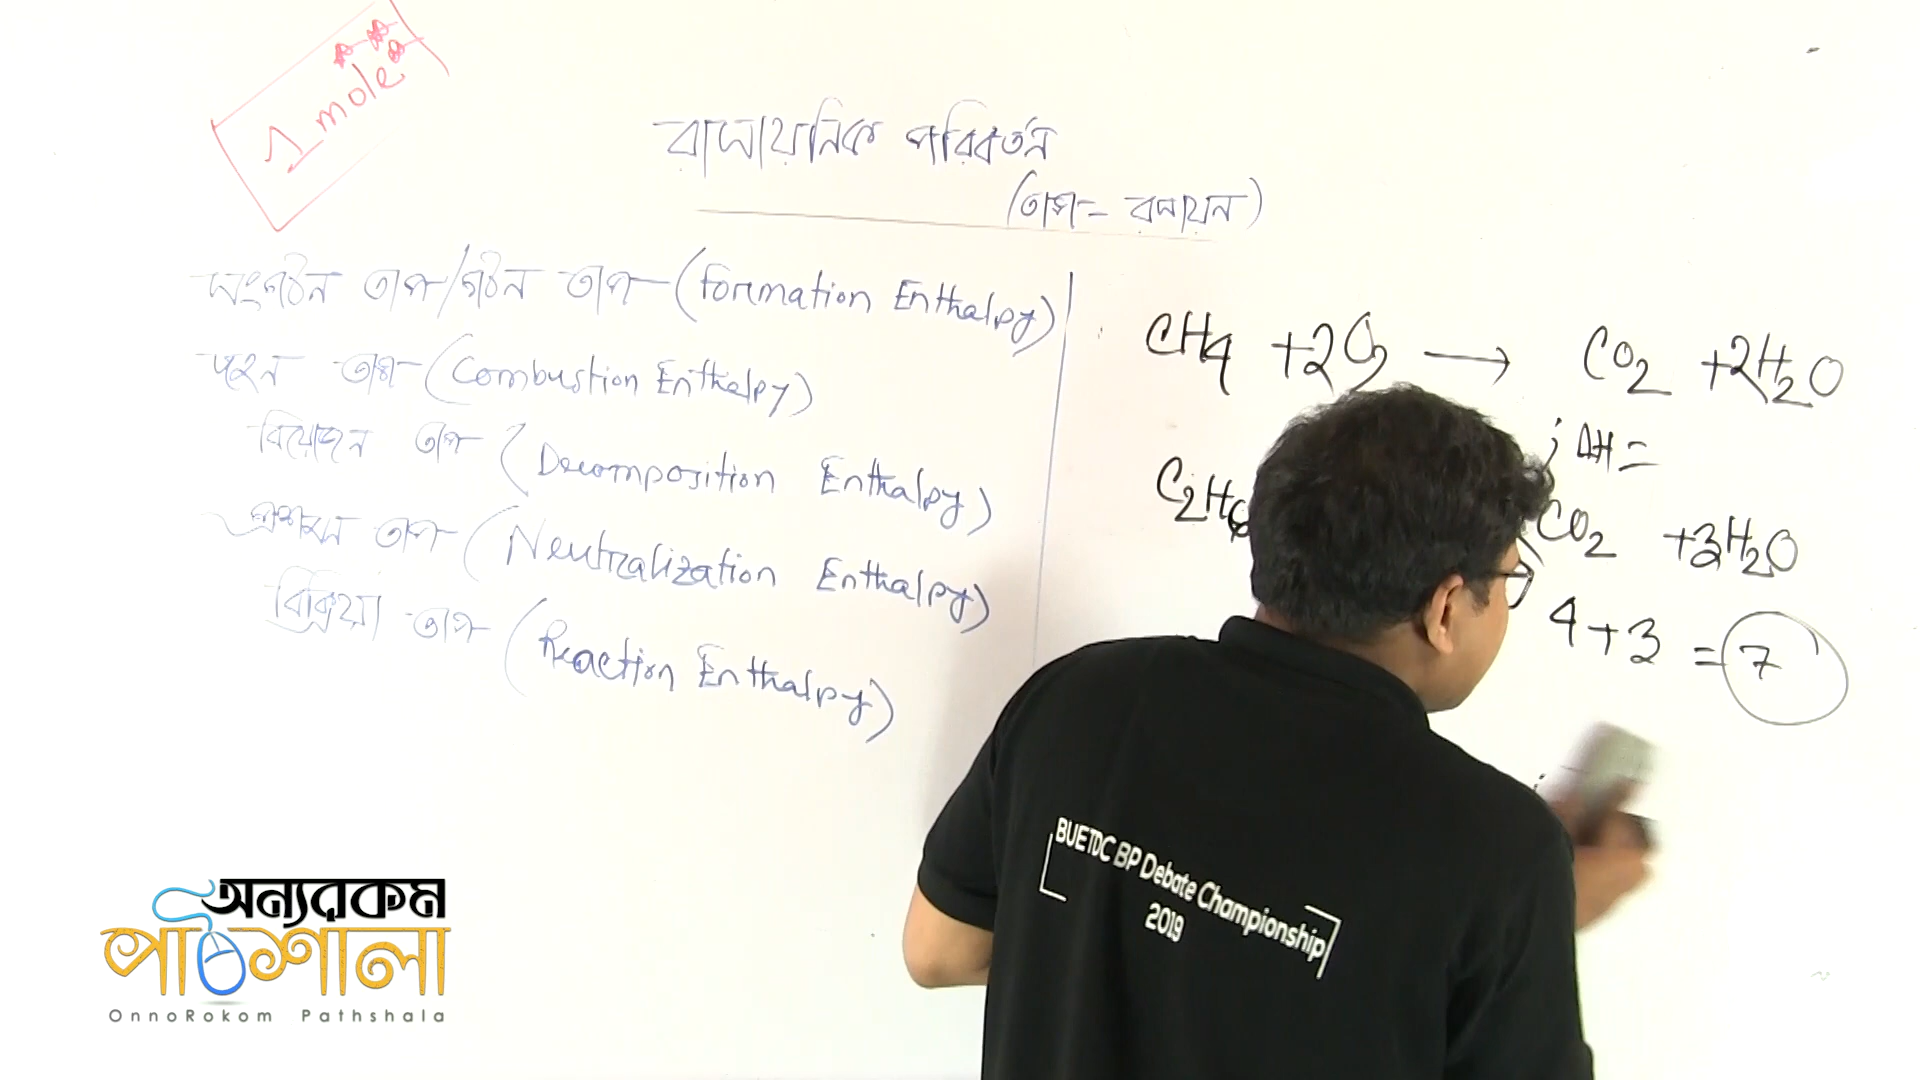 1 mole
রাসায়নিক পরিবর্তন
(তাপ- রসায়ন)
সংগঠন তাপ/গঠন তাপ-(Formation Enthalpy)
দহন তাপ-(Combustion Enthalpy)
বিয়োজন তাপ (Decomposition Enthalpy)
প্রশমন তাপ-(Neutralization Enthalpy)
বিক্রিয়া তাপ (Reaction Enthalpy)
CH4 +2O2 → CO2 +2H2O
; ΔH =
C2H6 CO2 +3H2O
4+3 = 7
BUETDC BP Debate Championship
2019
অন্যরকম
পাঠশালা
OnnoRokom Pathshala